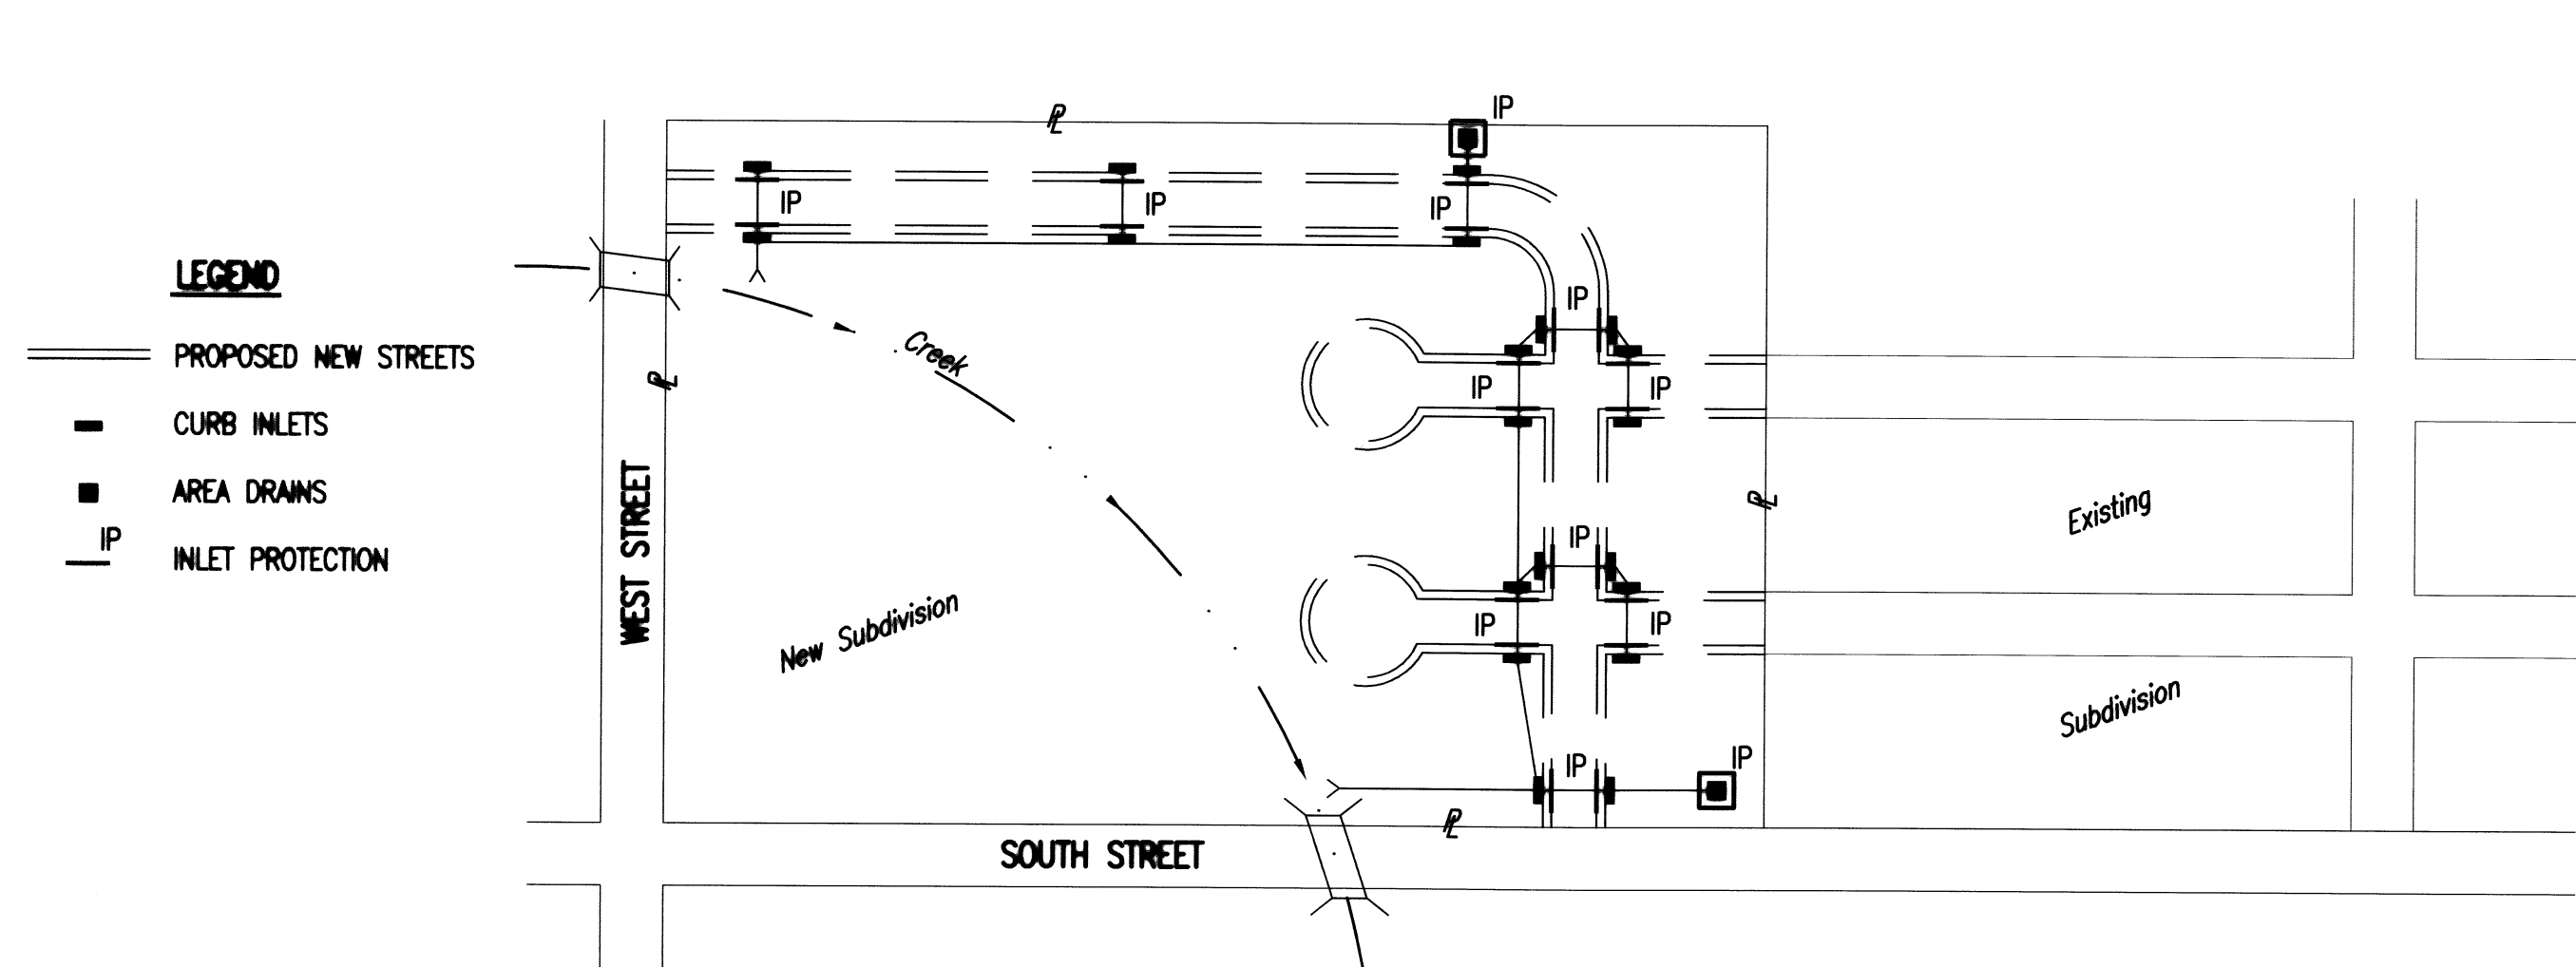 LEGEND
PROPOSED NEW STREETS
CURB INLETS
AREA DRAINS
IP
INLET PROTECTION
PL
IP
IP
IP
IP
IP
Creek
IP
IP
PL
WEST STREET
PL
Existing
IP
New Subdivision
IP
IP
Subdivision
IP
IP
PL
SOUTH STREET